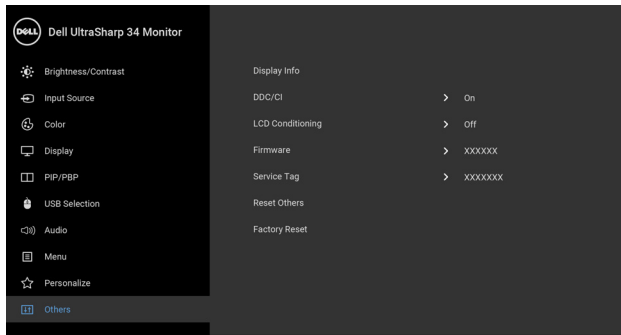 DELL Dell UltraSharp 34 Monitor
Brightness/Contrast
Input Source
Color
Display
PIP/PBP
USB Selection
Audio
Menu
Personalize
Others
Display Info
DDC/CI > On
LCD Conditioning > Off
Firmware > XXXXXX
Service Tag > XXXXXXX
Reset Others
Factory Reset